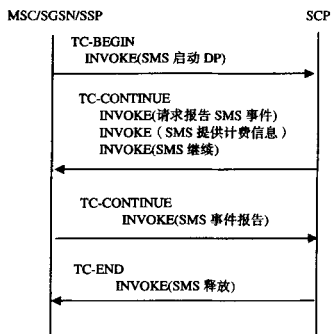 MSC/SGSN/SSP SCP
TC-BEGIN
INVOKE(SMS 启动 DP)
TC-CONTINUE
INVOKE(请求报告 SMS 事件)
INVOKE（SMS 提供计费信息）
INVOKE(SMS 继续)
TC-CONTINUE
INVOKE(SMS 事件报告)
TC-END
INVOKE(SMS 释放)